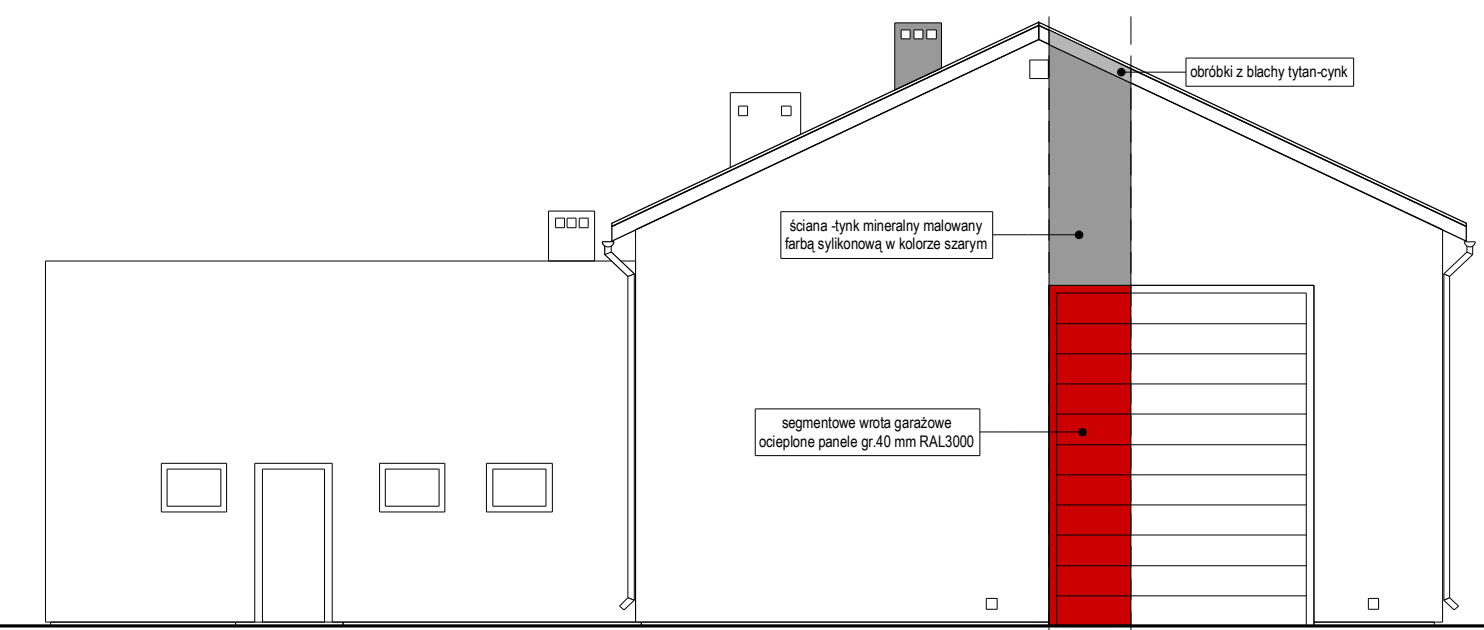 obróbki z blachy tytan-cynk
ściana -tynk mineralny malowany
farbą sylikonową w kolorze szarym
segmentowe wrota garażowe
ocieplone panele gr.40 mm RAL3000